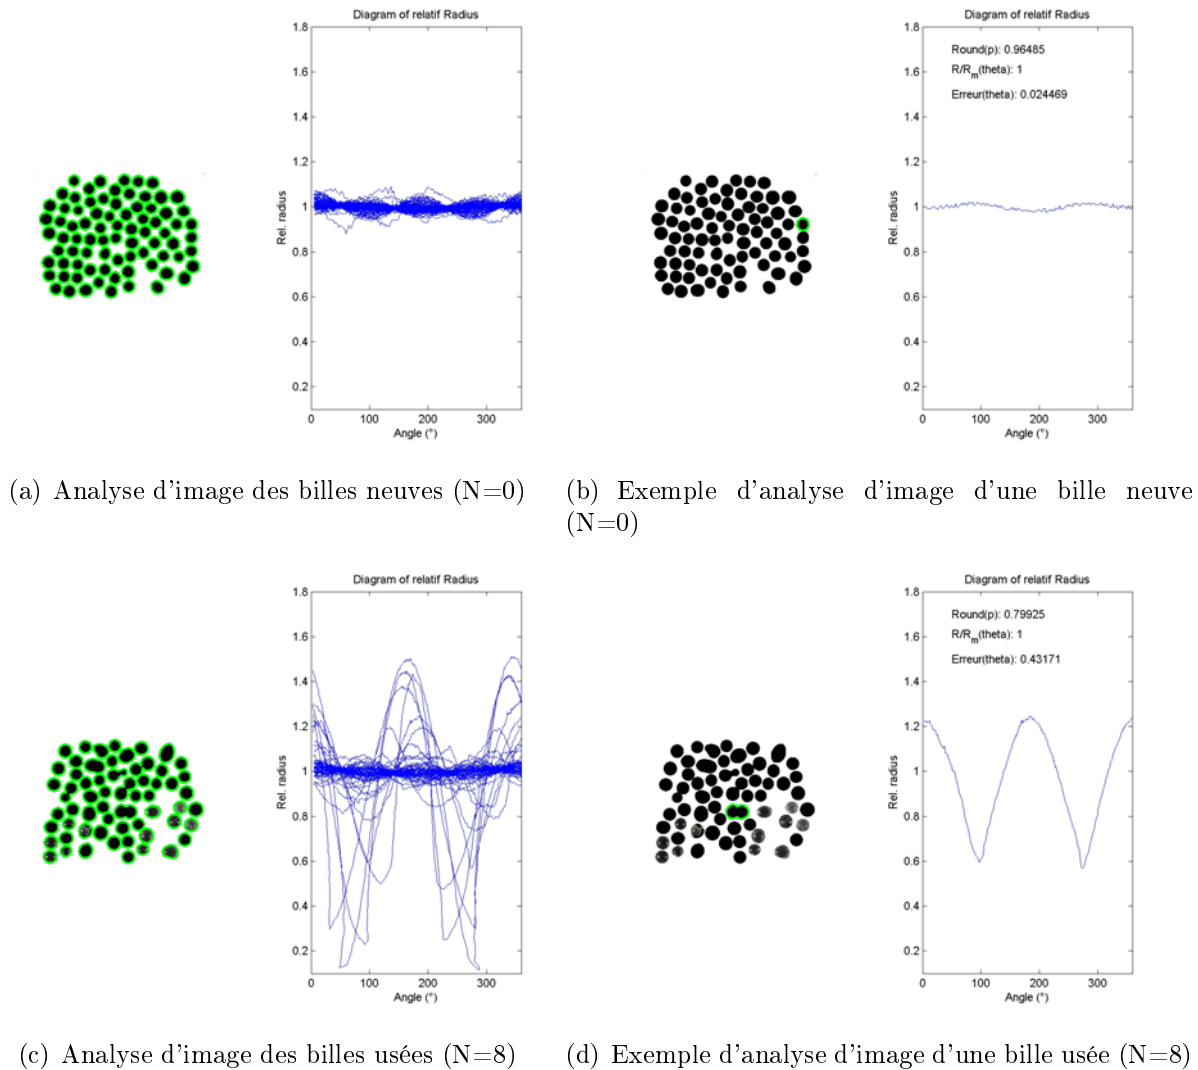 Diagram of relatif Radius
1.8
1.6
1.4
1.2
1
0.8
0.6
0.4
0.2
Rel. radius
0 100 200 300
Angle (°)
(a) Analyse d'image des billes neuves (N=0)
Diagram of relatif Radius
Round(p): 0.96485
R/Rm(theta): 1
Erreur(theta): 0.024469
1.8
1.6
1.4
1.2
1
0.8
0.6
0.4
0.2
Rel. radius
0 100 200 300
Angle (°)
(b) Exemple d'analyse d'image d'une bille neuve
(N=0)
Diagram of relatif Radius
1.8
1.6
1.4
1.2
1
0.8
0.6
0.4
0.2
Rel. radius
0 100 200 300
Angle (°)
(c) Analyse d'image des billes usées (N=8)
Diagram of relatif Radius
Round(p): 0.79925
R/Rm(theta): 1
Erreur(theta): 0.43171
1.8
1.6
1.4
1.2
1
0.8
0.6
0.4
0.2
Rel. radius
0 100 200 300
Angle (°)
(d) Exemple d'analyse d'image d'une bille usée (N=8)